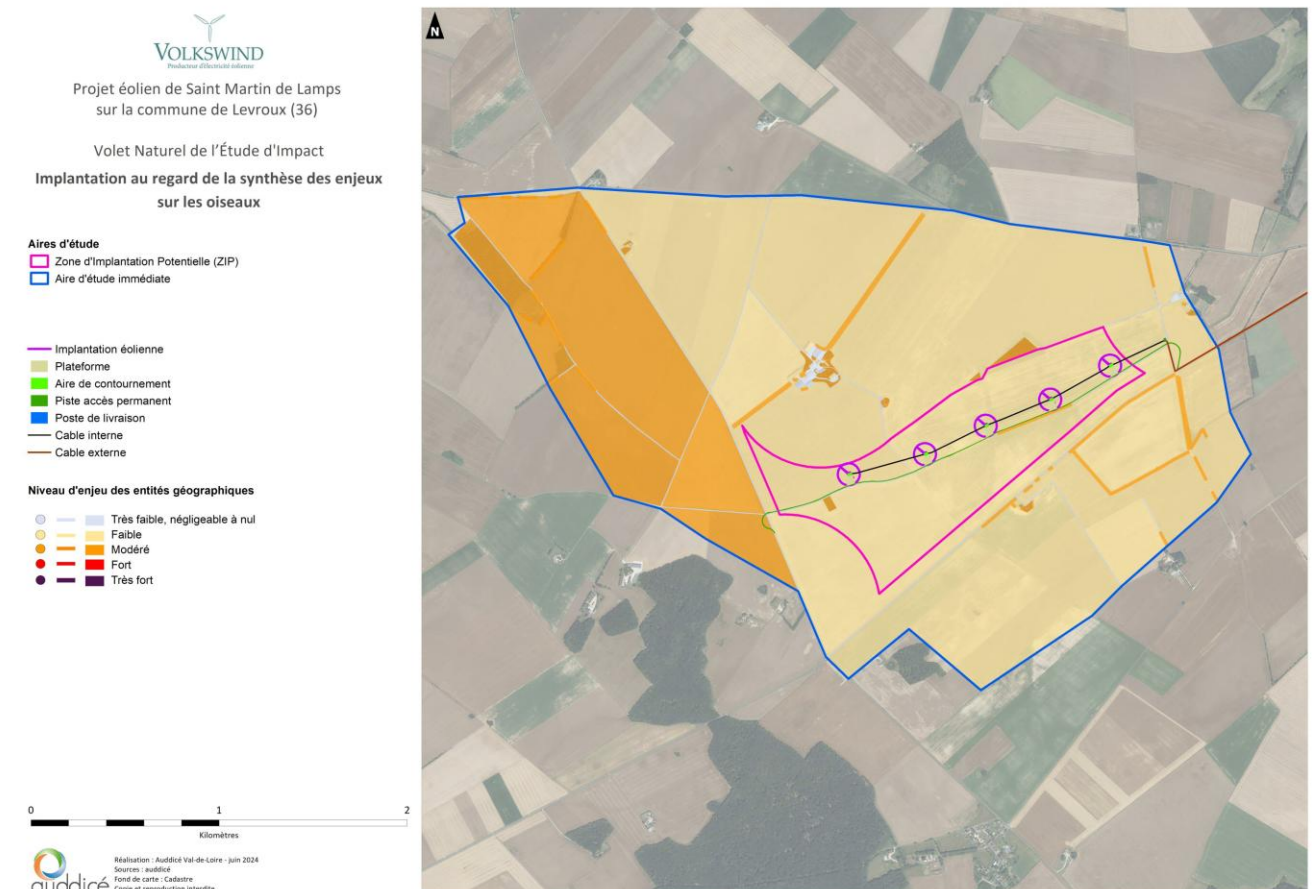 VOLKSWIND
Producteur d'électricité éolienne
Projet éolien de Saint Martin de Lamps
sur la commune de Levroux (36)
Volet Naturel de l'Étude d'Impact
Implantation au regard de la synthèse des enjeux
sur les oiseaux
Aires d'étude
Zone d'Implantation Potentielle (ZIP)
Aire d'étude immédiate
Implantation éolienne
Plateforme
Aire de contournement
Piste accès permanent
Poste de livraison
Cable interne
Cable externe
Niveau d'enjeu des entités géographiques
Très faible, négligeable à nul
Faible
Modéré
Fort
Très fort
0 1 2
Kilomètres
auddicé
Réalisation : Auddicé Val-de-Loire - juin 2024
Sources : auddicé
Fond de carte : Cadastre
Copie et reproduction interdite
N